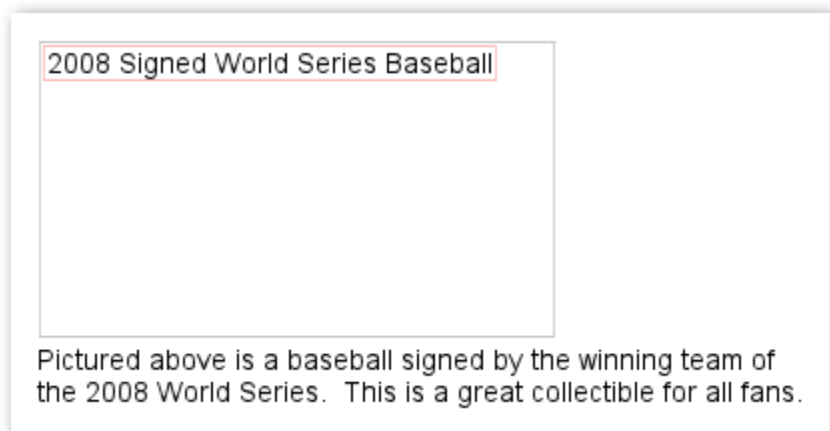 2008 Signed World Series Baseball
Pictured above is a baseball signed by the winning team of
the 2008 World Series.  This is a great collectible for all fans.